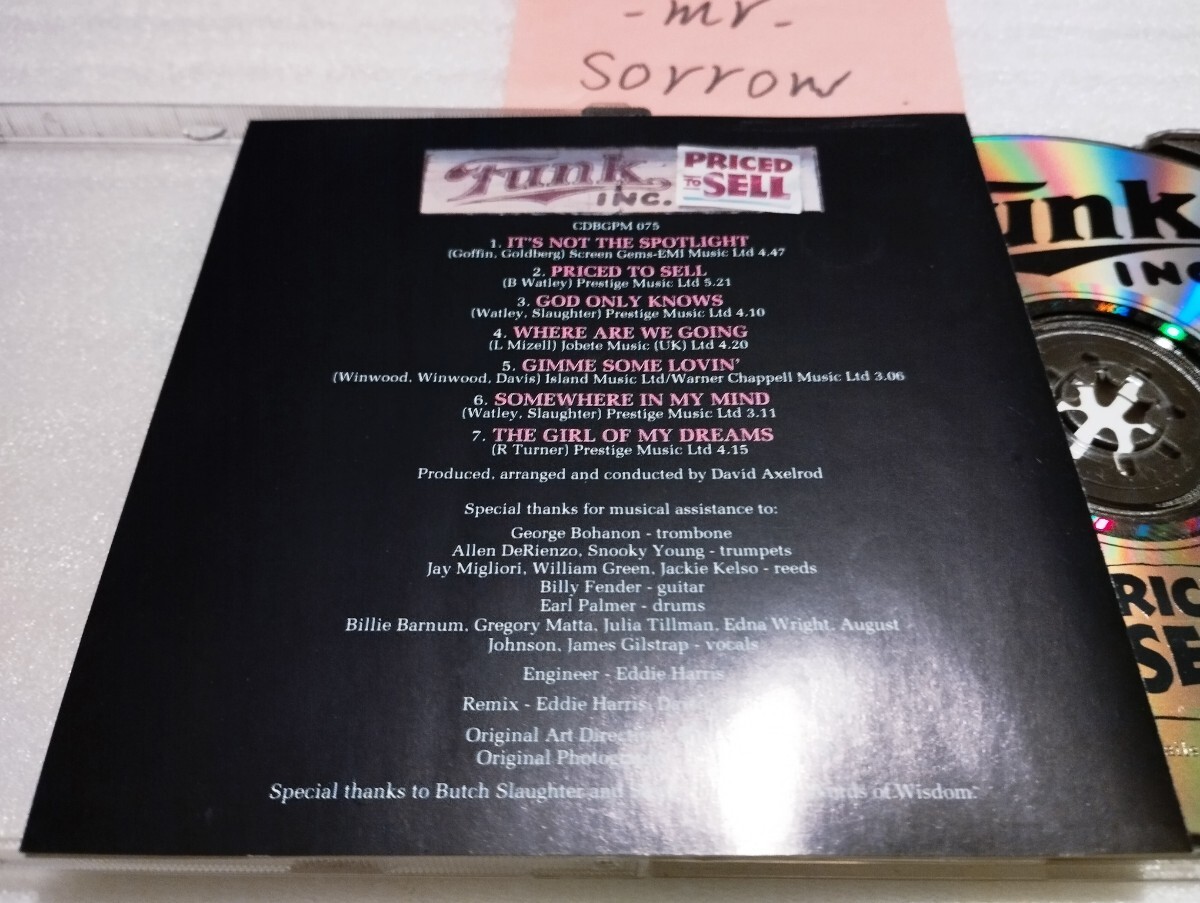 -mr-
sorrow
Funk
INC.
PRICED
TO SELL
CDBGPM 075
1. IT'S NOT THE SPOTLIGHT
(Goffin, Goldberg) Screen Gems-EMI Music Ltd 4.47
2. PRICED TO SELL
(B Watley) Prestige Music Ltd 5.21
3. GOD ONLY KNOWS
(Watley, Slaughter) Prestige Music Ltd 4.10
4. WHERE ARE WE GOING
(L Mizell) Jobete Music (UK) Ltd 4.20
5. GIMME SOME LOVIN'
(Winwood, Winwood, Davis) Island Music Ltd/Warner Chappell Music Ltd 3.06
6. SOMEWHERE IN MY MIND
(Watley, Slaughter) Prestige Music Ltd 3.11
7. THE GIRL OF MY DREAMS
(R Turner) Prestige Music Ltd 4.15
Produced, arranged and conducted by David Axelrod
Special thanks for musical assistance to:
George Bohanon - trombone
Allen DeRienzo, Snooky Young - trumpets
Jay Migliori, William Green, Jackie Kelso - reeds
Billy Fender - guitar
Earl Palmer - drums
Billie Barnum, Gregory Matta, Julia Tillman, Edna Wright, August -
Johnson, James Gilstrap - vocals
Engineer - Eddie Harris
Remix - Eddie Harris,
Original Art
Original
Special thanks to Butch Slaughter and of Wisdom.
unk
INC
RIC
SE